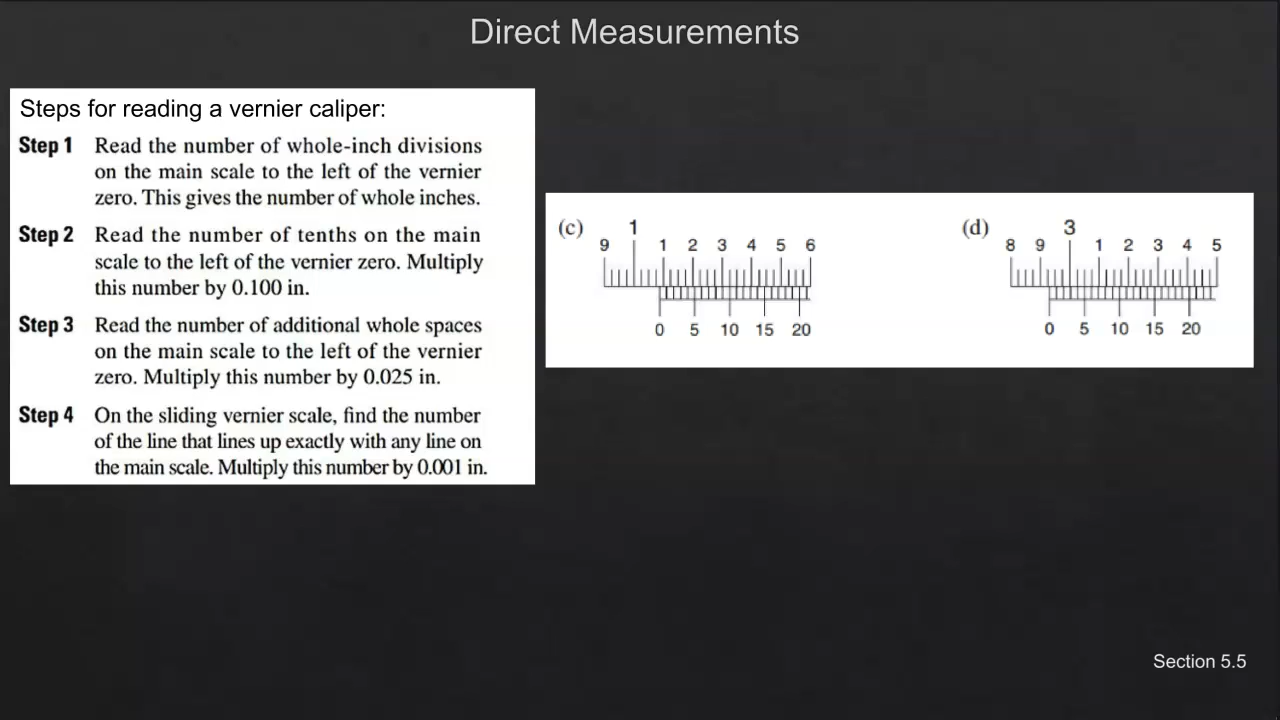 Direct Measurements
Steps for reading a vernier caliper:
Step 1 Read the number of whole-inch divisions
on the main scale to the left of the vernier
zero. This gives the number of whole inches.
Step 2 Read the number of tenths on the main
scale to the left of the vernier zero. Multiply
this number by 0.100 in.
Step 3 Read the number of additional whole spaces
on the main scale to the left of the vernier
zero. Multiply this number by 0.025 in.
Step 4 On the sliding vernier scale, find the number
of the line that lines up exactly with any line on
the main scale. Multiply this number by 0.001 in.
(c) 1
9 1 2 3 4 5 6
0 5 10 15 20
(d) 3
8 9 1 2 3 4 5
0 5 10 15 20
Section 5.5